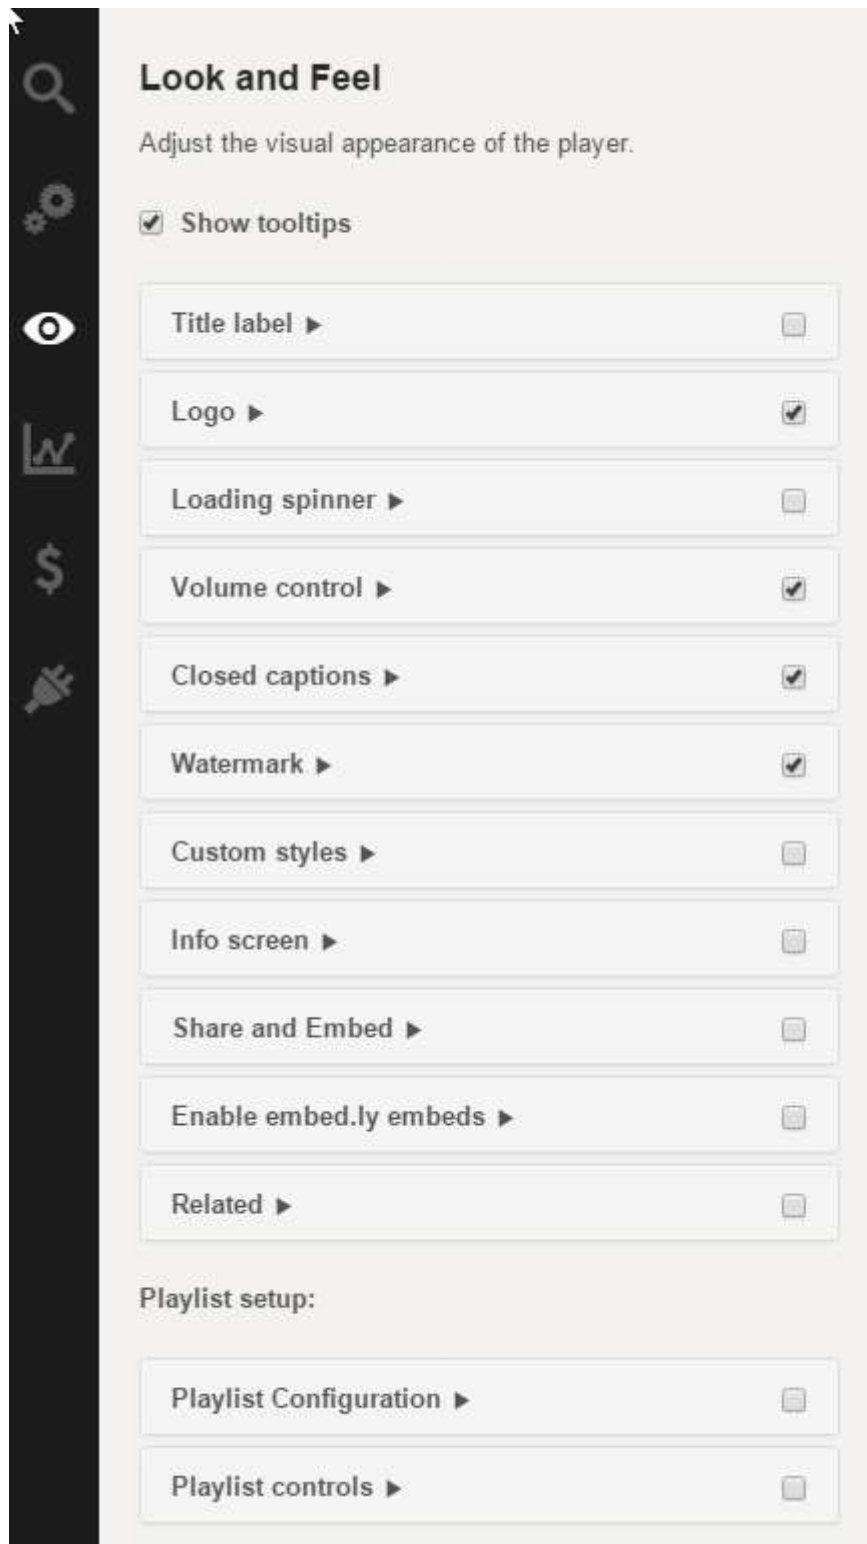 Look and Feel
Adjust the visual appearance of the player.
Show tooltips
Title label
Logo
Loading spinner
Volume control
Closed captions
Watermark
Custom styles
Info screen
Share and Embed
Enable embed.ly embeds
Related
Playlist setup:
Playlist Configuration
Playlist controls